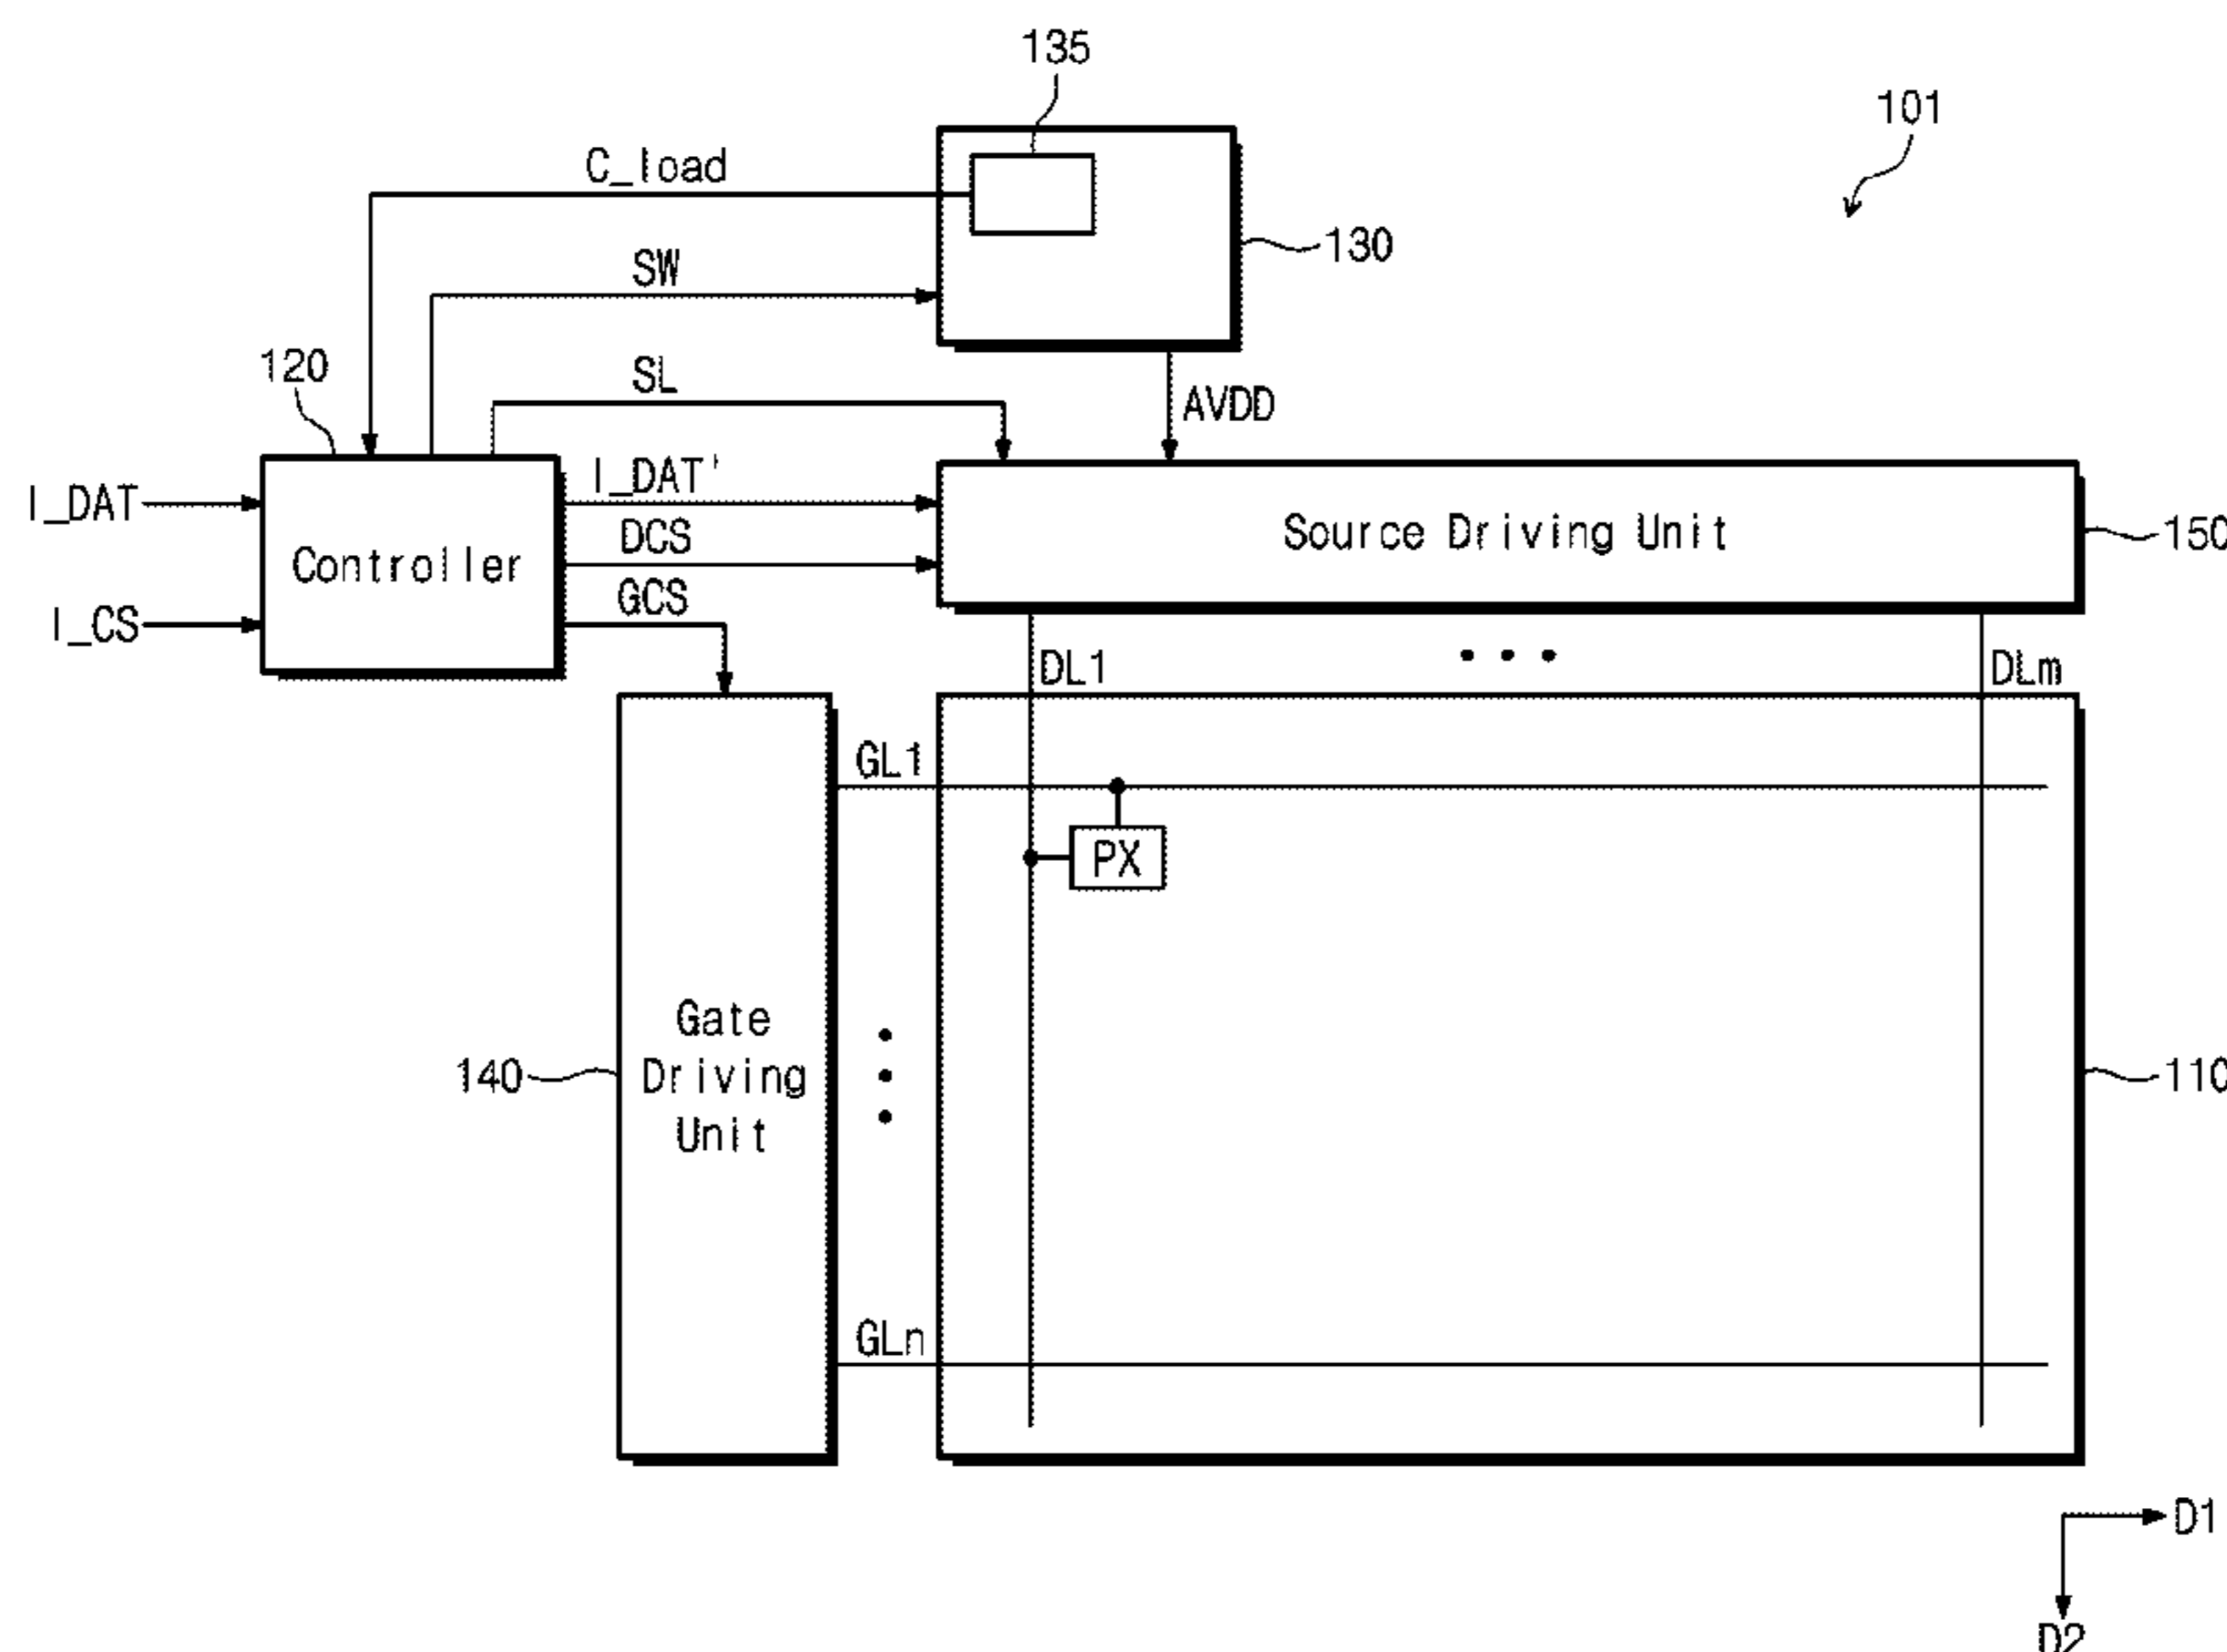 135
101
C_load
130
SW
120
SL
AVDD
I_DAT
I_DAT'
Source Driving Unit
150
DCS
Controller
GCS
I_CS
DL1
DLm
GL1
PX
Gate
Driving
Unit
140
110
GLn
D1
D2